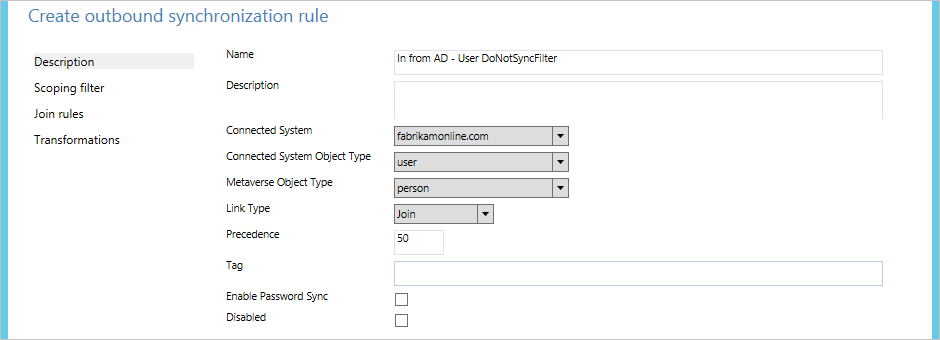 Create outbound synchronization rule
Description
Scoping filter
Join rules
Transformations
Name
In from AD - User DoNotSyncFilter
Description
Connected System
fabrikamonline.com
Connected System Object Type
user
Metaverse Object Type
person
Link Type
Join
Precedence
50
Tag
Enable Password Sync
Disabled